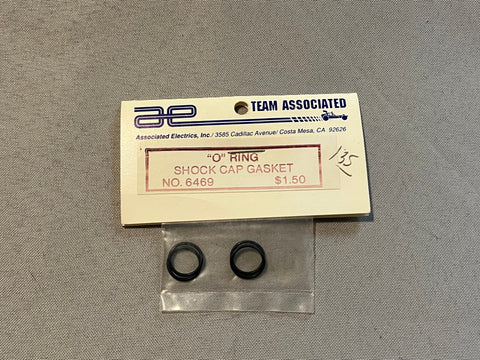 ae TEAM ASSOCIATED
Associated Electrics, Inc./ 3585 Cadillac Avenue/ Costa Mesa, CA 92626
"O" RING
SHOCK CAP GASKET
NO. 6469 $1.50
135